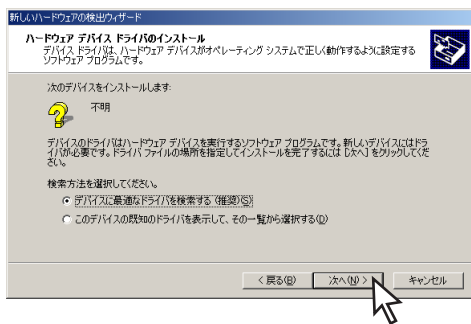 新しいハードウェアの検出ウィザード
ハードウェア デバイス ドライバのインストール
デバイス ドライバは、ハードウェア デバイスがオペレーティング システムで正しく動作するように設定する
ソフトウェア プログラムです。
次のデバイスをインストールします:
不明
デバイスのドライバはハードウェア デバイスを実行するソフトウェア プログラムです。新しいデバイスにはドラ
イバが必要です。ドライバ ファイルの場所を指定してインストールを完了するには [次へ] をクリックしてくだ
さい。
検索方法を選択してください。
デバイスに最適なドライバを検索する (推奨)(S)
このデバイスの既知のドライバを表示して、その一覧から選択する(D)
< 戻る(B)
次へ(N) >
キャンセル